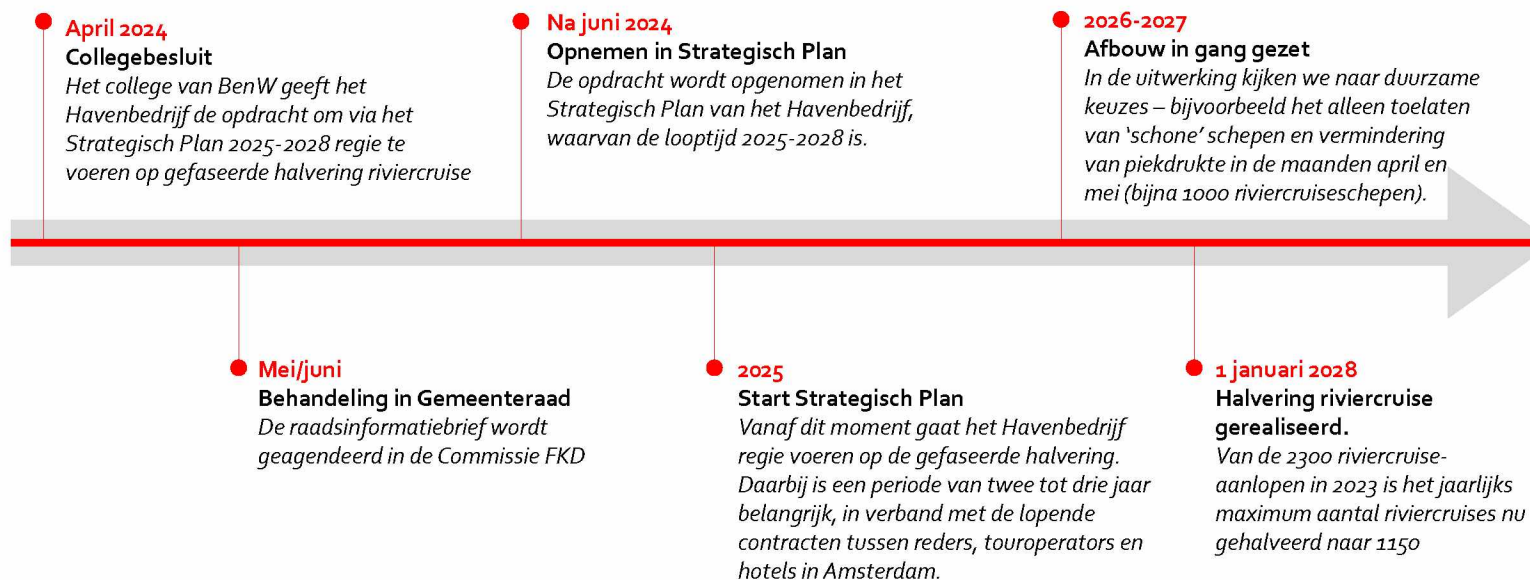 April 2024
Collegebesluit
Het college van BenW geeft het
Havenbedrijf de opdracht om via het
Strategisch Plan 2025-2028 regie te
voeren op gefaseerde halvering riviercruise
Na juni 2024
Opnemen in Strategisch Plan
De opdracht wordt opgenomen in het
Strategisch Plan van het Havenbedrijf,
waarvan de looptijd 2025-2028 is.
2026-2027
Afbouw in gang gezet
In de uitwerking kijken we naar duurzame
keuzes – bijvoorbeeld het alleen toelaten
van ‘schone’ schepen en vermindering
van piekdrukte in de maanden april en
mei (bijna 1000 riviercruiseschepen).
Mei/juni
Behandeling in Gemeenteraad
De raadsinformatiebrief wordt
geagendeerd in de Commissie FKD
2025
Start Strategisch Plan
Vanaf dit moment gaat het Havenbedrijf
regie voeren op de gefaseerde halvering.
Daarbij is een periode van twee tot drie jaar
belangrijk, in verband met de lopende
contracten tussen reders, touroperators en
hotels in Amsterdam.
1 januari 2028
Halvering riviercruise
gerealiseerd.
Van de 2300 riviercruise-
aanlopen in 2023 is het jaarlijks
maximum aantal riviercruises nu
gehalveerd naar 1150